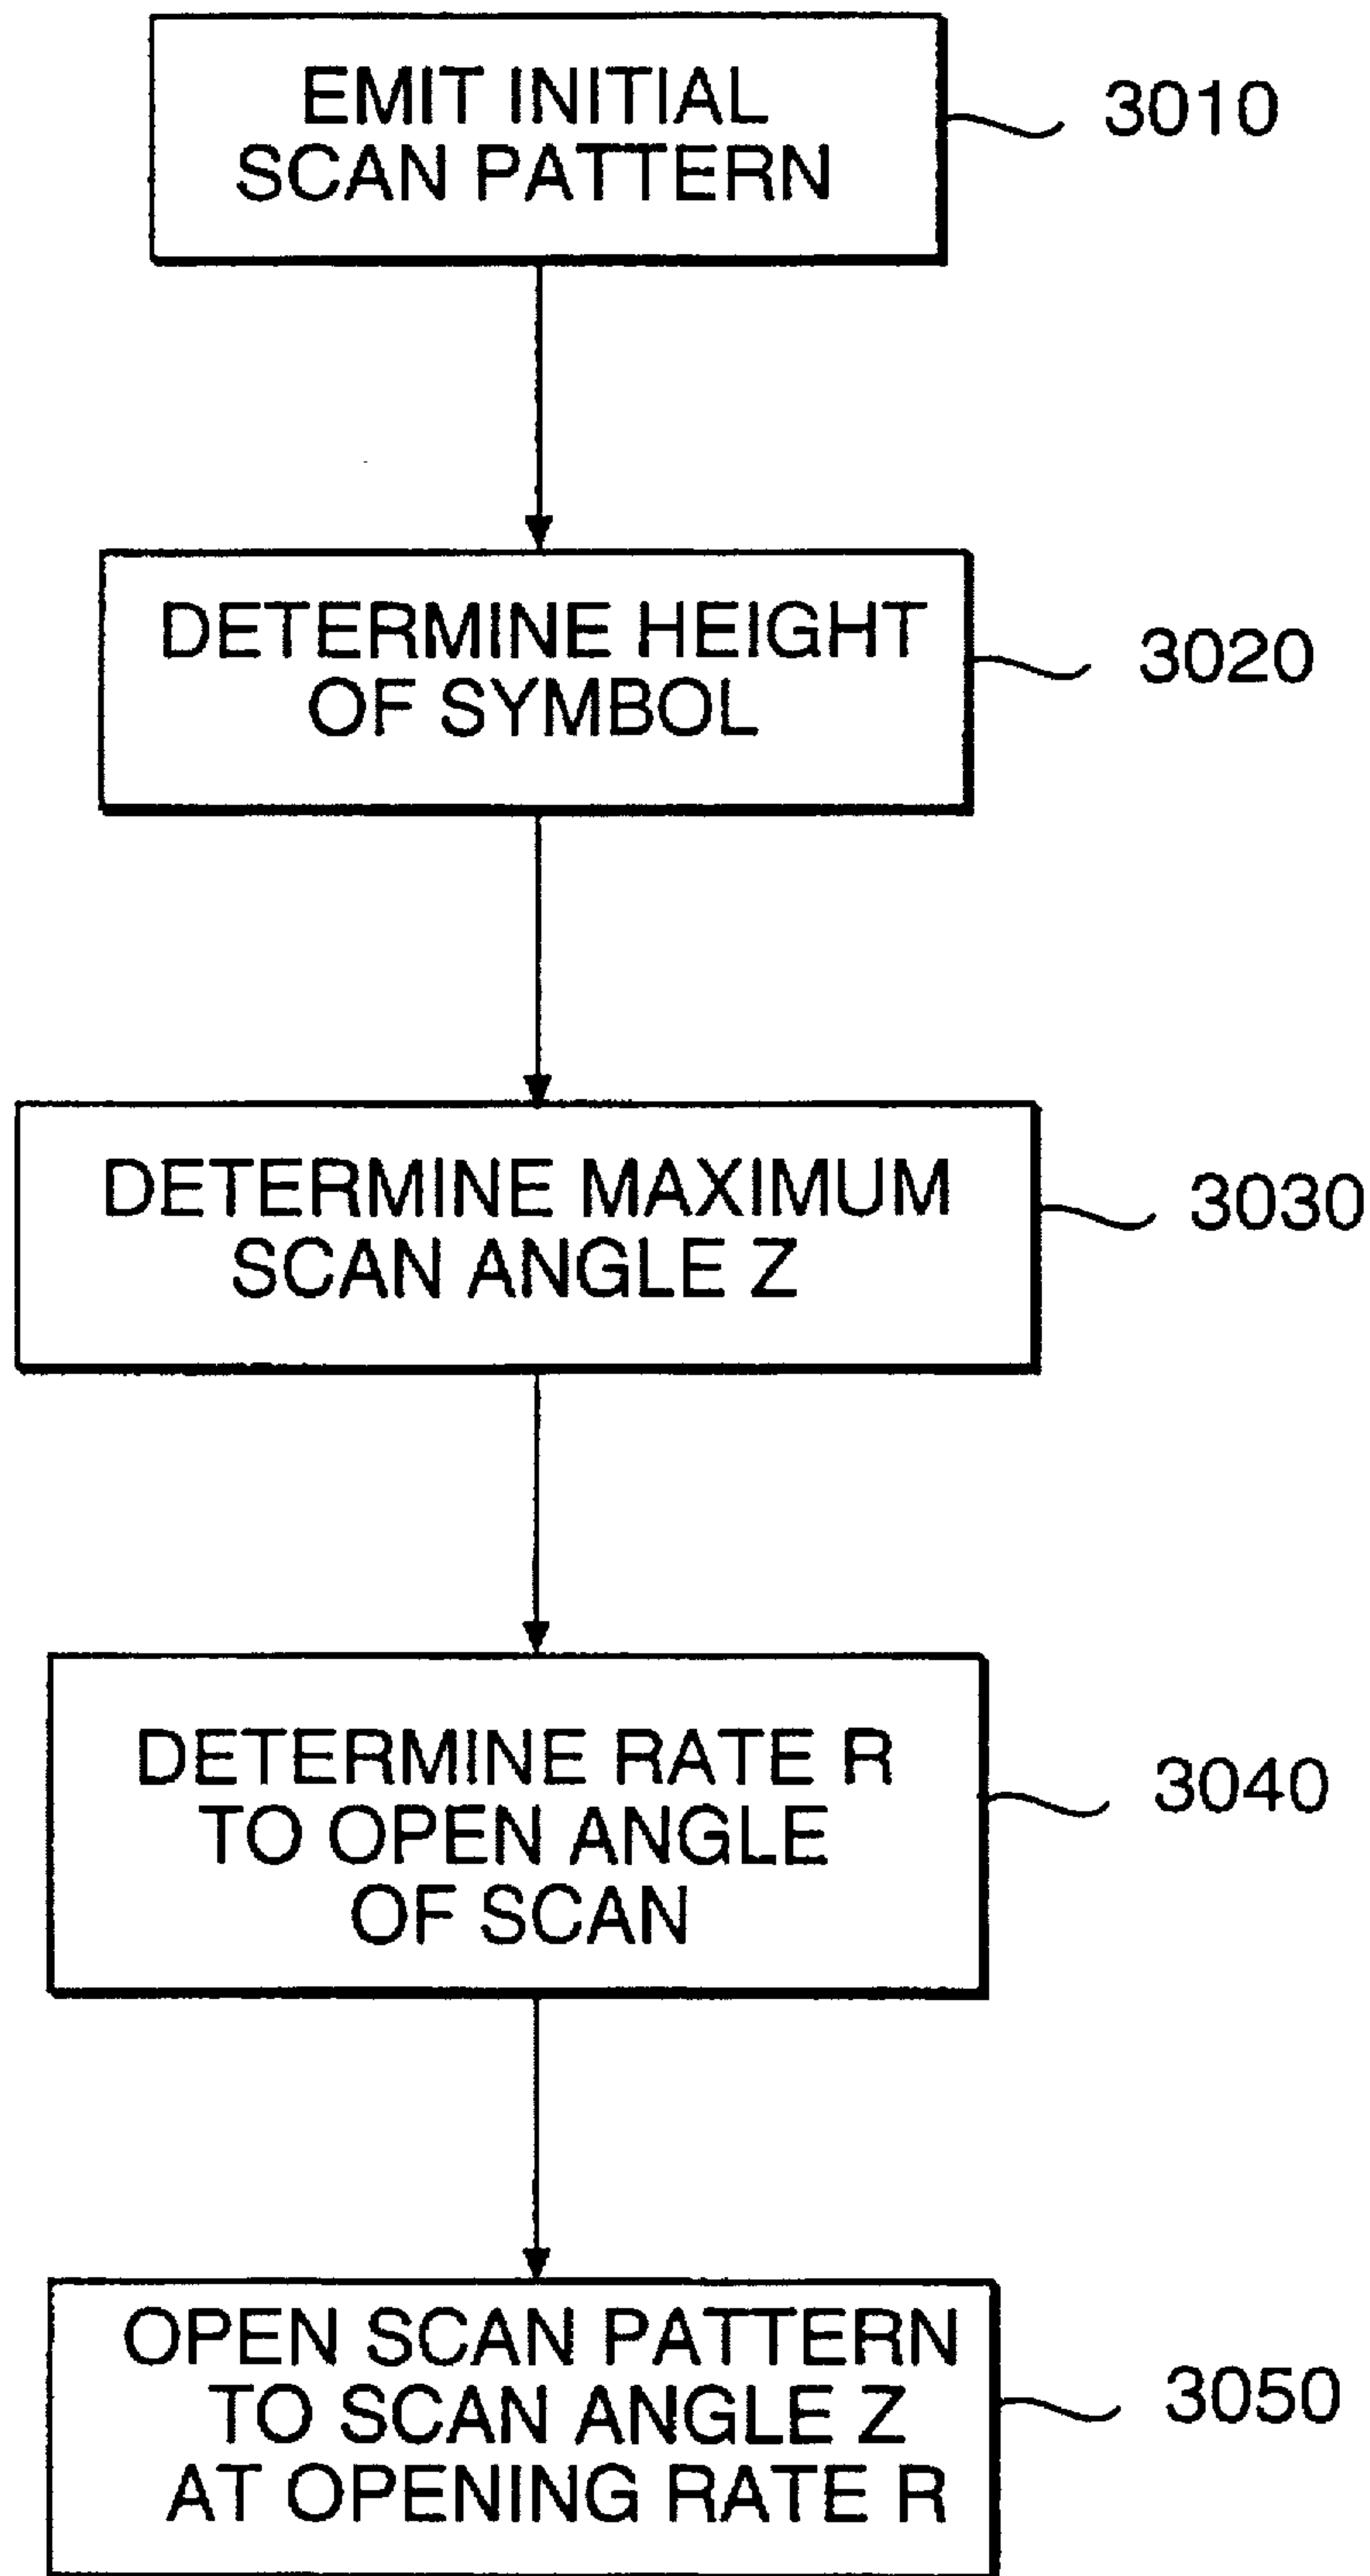 EMIT INITIAL
SCAN PATTERN
3010
DETERMINE HEIGHT
OF SYMBOL
3020
DETERMINE MAXIMUM
SCAN ANGLE Z
3030
DETERMINE RATE R
TO OPEN ANGLE
OF SCAN
3040
OPEN SCAN PATTERN
TO SCAN ANGLE Z
AT OPENING RATE R
3050